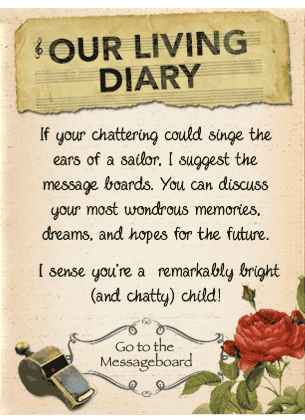 OUR LIVING
DIARY
If your chattering could singe the
ears of a sailor, I suggest the
message boards. You can discuss
your most wondrous memories,
dreams, and hopes for the future.
I sense you're a remarkably bright
(and chatty) child!
Go to the
Messageboard